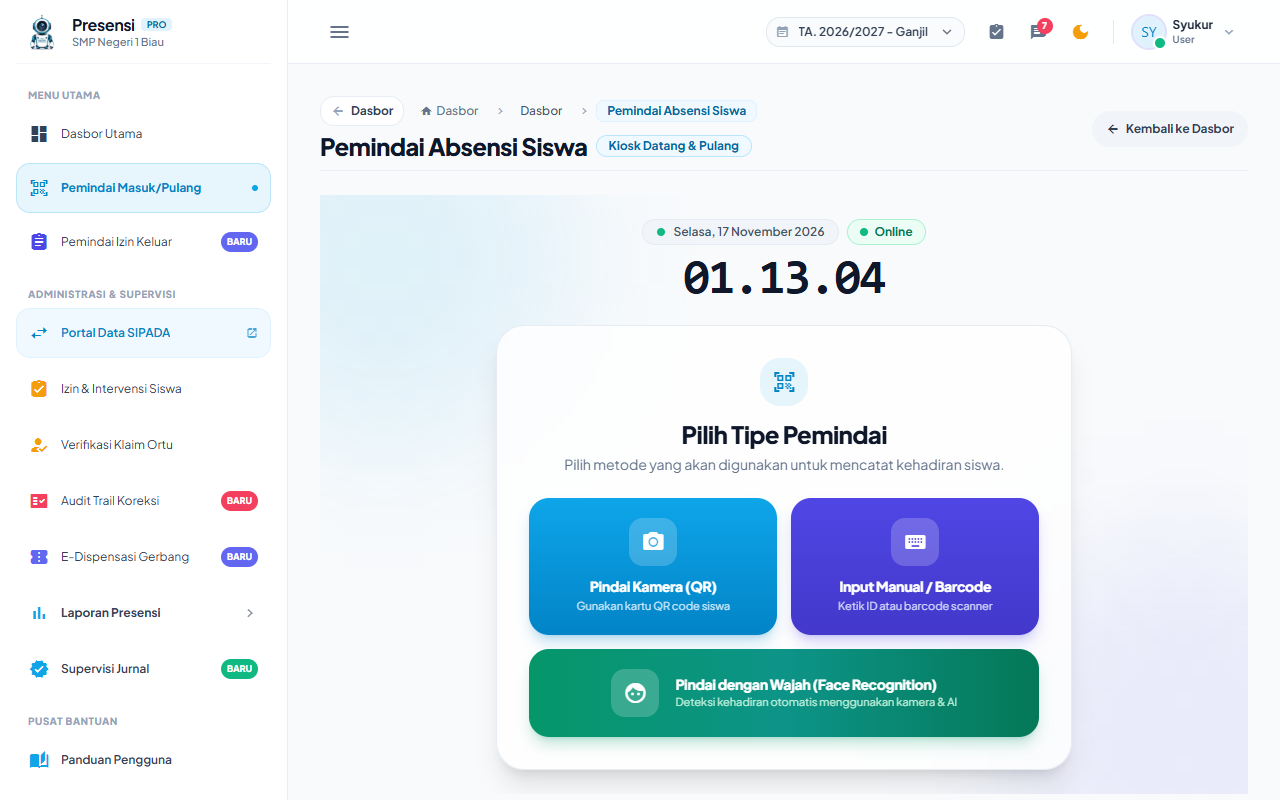 Presensi PRO
SMP Negeri 1 Biau
MENU UTAMA
Dasbor Utama
Pemindai Masuk/Pulang
Pemindai Izin Keluar BARU
ADMINISTRASI & SUPERVISI
Portal Data SIPADA
Izin & Intervensi Siswa
Verifikasi Klaim Ortu
Audit Trail Koreksi BARU
E-Dispensasi Gerbang BARU
Laporan Presensi
Supervisi Jurnal BARU
PUSAT BANTUAN
Panduan Pengguna
TA. 2026/2027 - Ganjil
7
SY
Syukur
User
Dasbor Dasbor Dasbor Pemindai Absensi Siswa
Pemindai Absensi Siswa Kiosk Datang & Pulang
Kembali ke Dasbor
Selasa, 17 November 2026 Online
01.13.04
Pilih Tipe Pemindai
Pilih metode yang akan digunakan untuk mencatat kehadiran siswa.
Pindai Kamera (QR)
Gunakan kartu QR code siswa
Input Manual / Barcode
Ketik ID atau barcode scanner
Pindai dengan Wajah (Face Recognition)
Deteksi kehadiran otomatis menggunakan kamera & AI